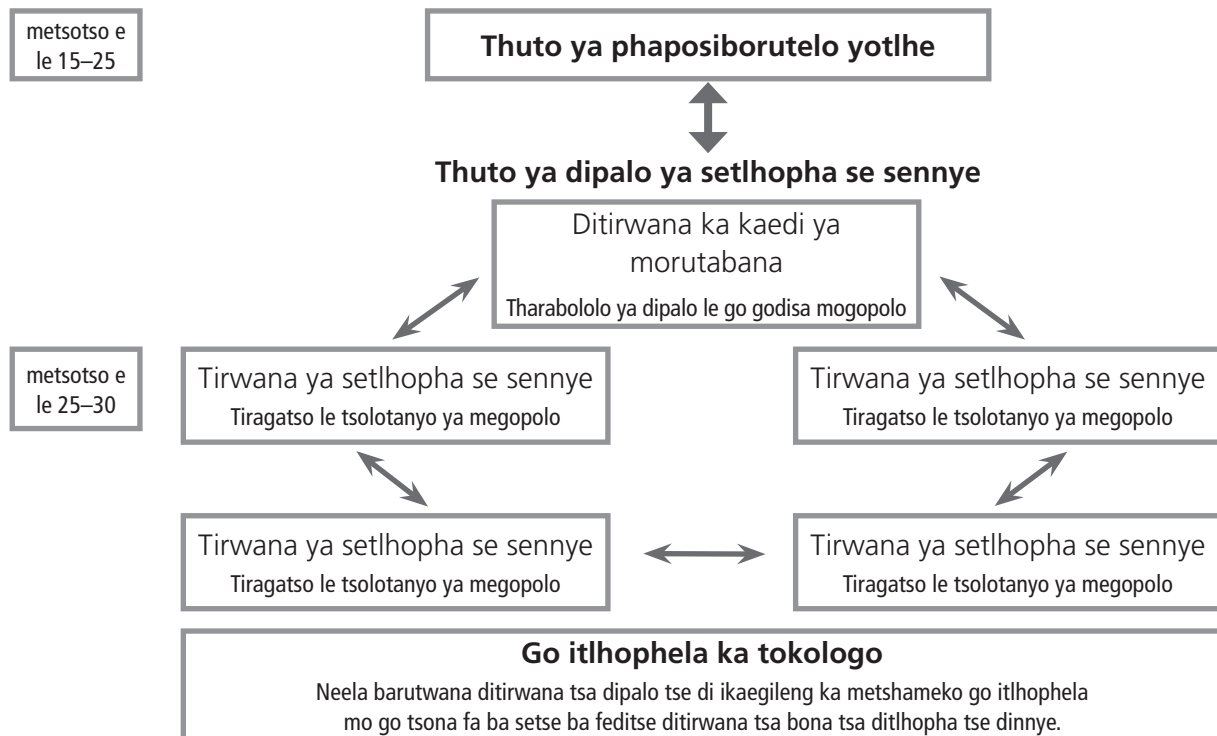 metsotso e
le 15–25
Thuto ya phaposiborutelo yotlhe
Thuto ya dipalo ya setlhopha se sennye
Ditirwana ka kaedi ya
morutabana
Tharabololo ya dipalo le go godisa mogopolo
metsotso e
le 25–30
Tirwana ya setlhopha se sennye
Tiragatso le tsolotanyo ya megopolo
Tirwana ya setlhopha se sennye
Tiragatso le tsolotanyo ya megopolo
Tirwana ya setlhopha se sennye
Tiragatso le tsolotanyo ya megopolo
Tirwana ya setlhopha se sennye
Tiragatso le tsolotanyo ya megopolo
Go itlhophela ka tokologo
Neela barutwana ditirwana tsa dipalo tse di ikaegileng ka metshameko go itlhophela
mo go tsona fa ba setse ba feditse ditirwana tsa bona tsa ditlhopha tse dinnye.